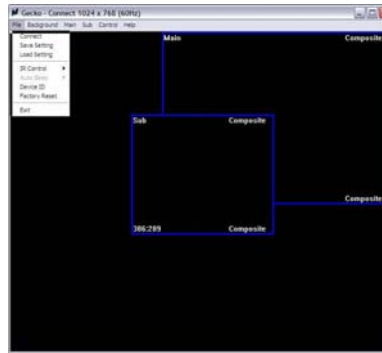 Gecko - Connect 1024 x 768 (60Hz)
File Background Main Sub Control Help
Connect
Save Setting
Load Setting
IR Control
Auto Sleep
Device ID
Factory Reset
Exit
Main Composite
Sub Composite
Composite
386:289 Composite